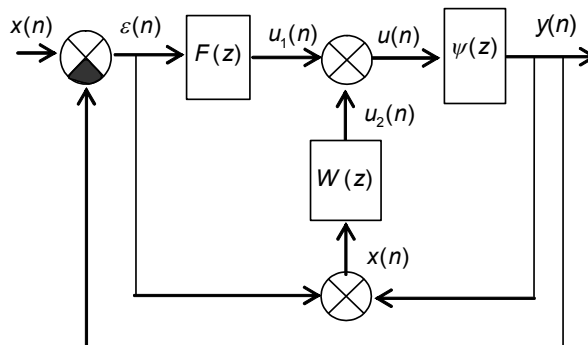 x(n)
ε(n)
F(z)
u₁(n)
u(n)
ψ(z)
y(n)
u₂(n)
W(z)
x(n)